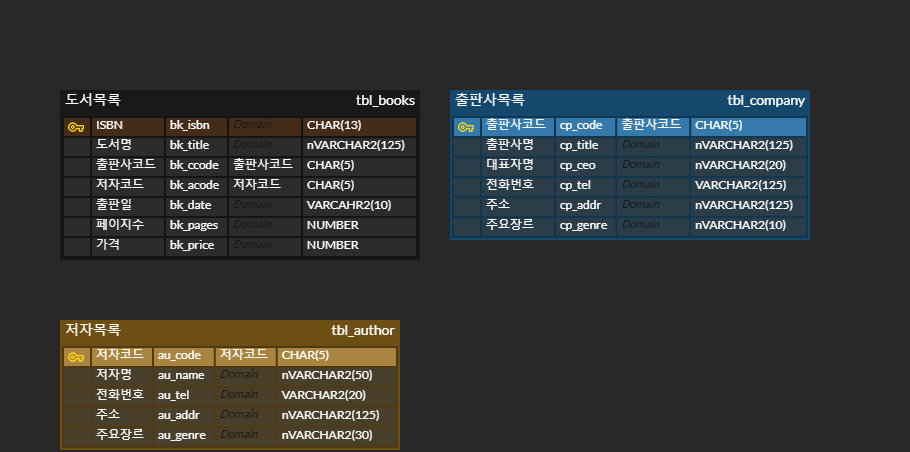 도서목록 tbl_books
ISBN bk_isbn Domain CHAR(13)
도서명 bk_title Domain nVARCHAR2(125)
출판사코드 bk_ccode 출판사코드 CHAR(5)
저자코드 bk_acode 저자코드 CHAR(5)
출판일 bk_date Domain VARCAHR2(10)
페이지수 bk_pages Domain NUMBER
가격 bk_price Domain NUMBER
출판사목록 tbl_company
출판사코드 cp_code 출판사코드 CHAR(5)
출판사명 cp_title Domain nVARCHAR2(125)
대표자명 cp_ceo Domain nVARCHAR2(20)
전화번호 cp_tel Domain VARCHAR2(125)
주소 cp_addr Domain nVARCHAR2(125)
주요장르 cp_genre Domain nVARCHAR2(10)
저자목록 tbl_author
저자코드 au_code 저자코드 CHAR(5)
저자명 au_name Domain nVARCHAR2(50)
전화번호 au_tel Domain VARCHAR2(20)
주소 au_addr Domain nVARCHAR2(125)
주요장르 au_genre Domain nVARCHAR2(30)